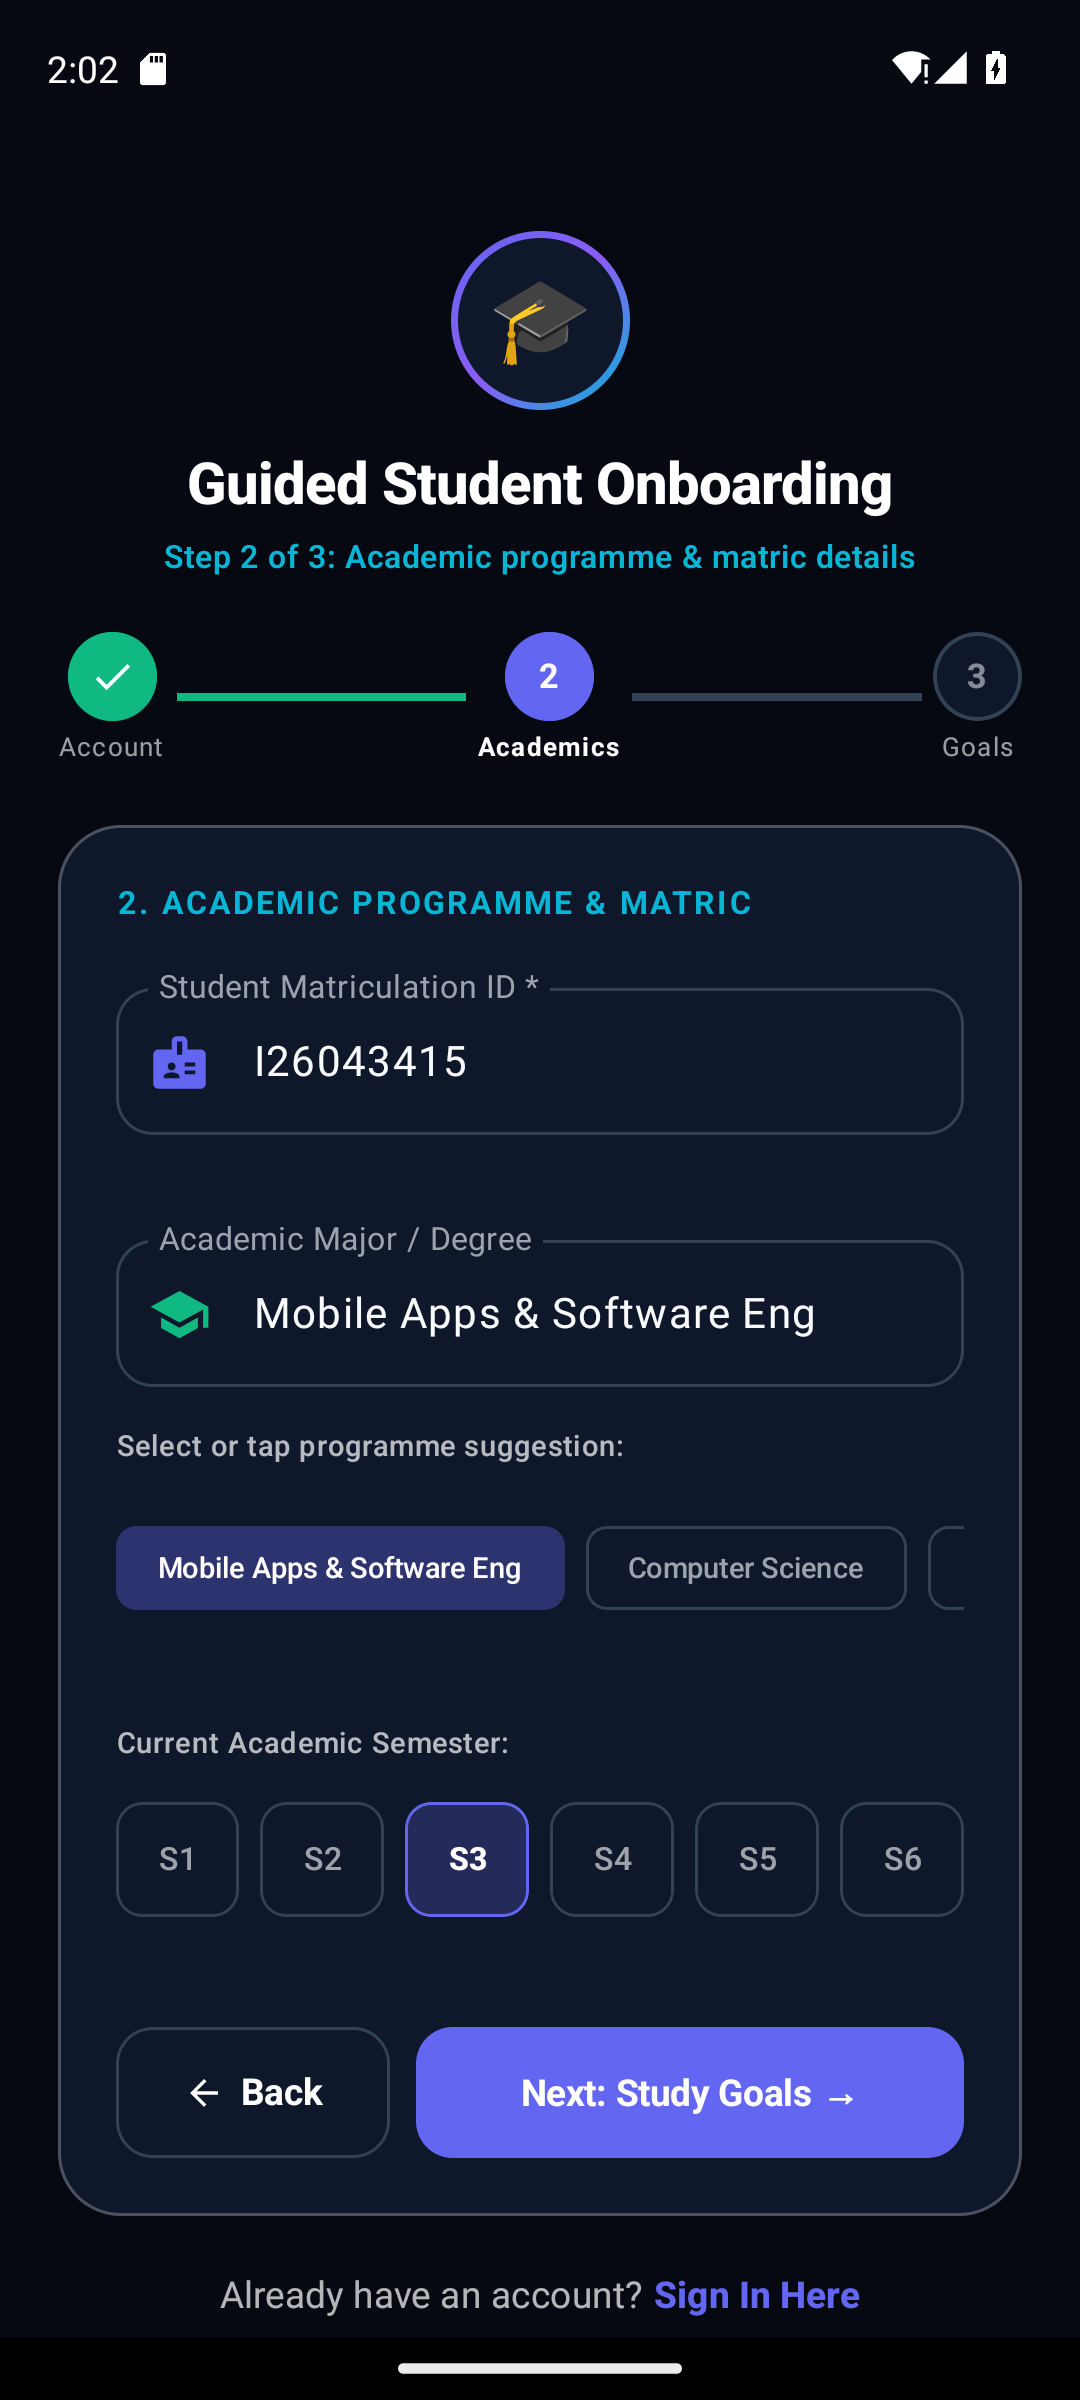 2:02
Guided Student Onboarding
Step 2 of 3: Academic programme & matric details
2
3
Account
Academics
Goals
2. ACADEMIC PROGRAMME & MATRIC
Student Matriculation ID *
I26043415
Academic Major / Degree
Mobile Apps & Software Eng
Select or tap programme suggestion:
Mobile Apps & Software Eng
Computer Science
Current Academic Semester:
S1
S2
S3
S4
S5
S6
← Back
Next: Study Goals →
Already have an account? Sign In Here